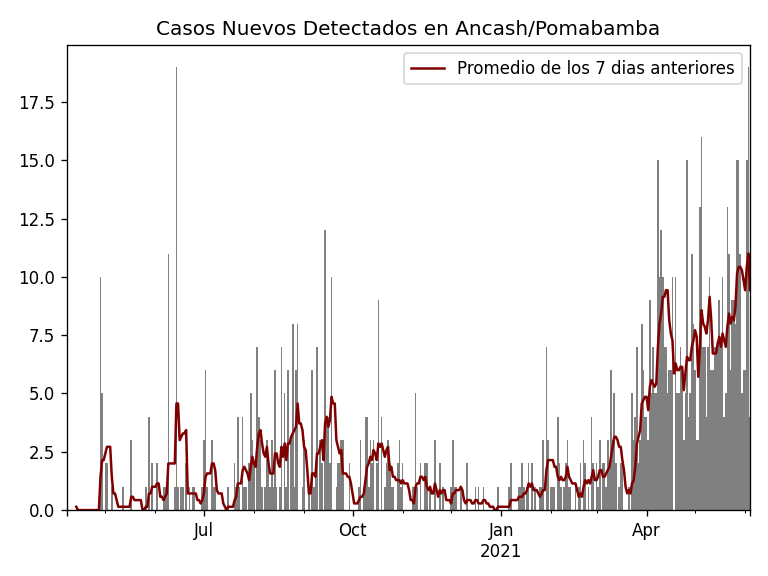 Casos Nuevos Detectados en Ancash/Pomabamba
Promedio de los 7 dias anteriores
17.5
15.0
12.5
10.0
7.5
5.0
2.5
0.0
Jul
Oct
Jan
2021
Apr